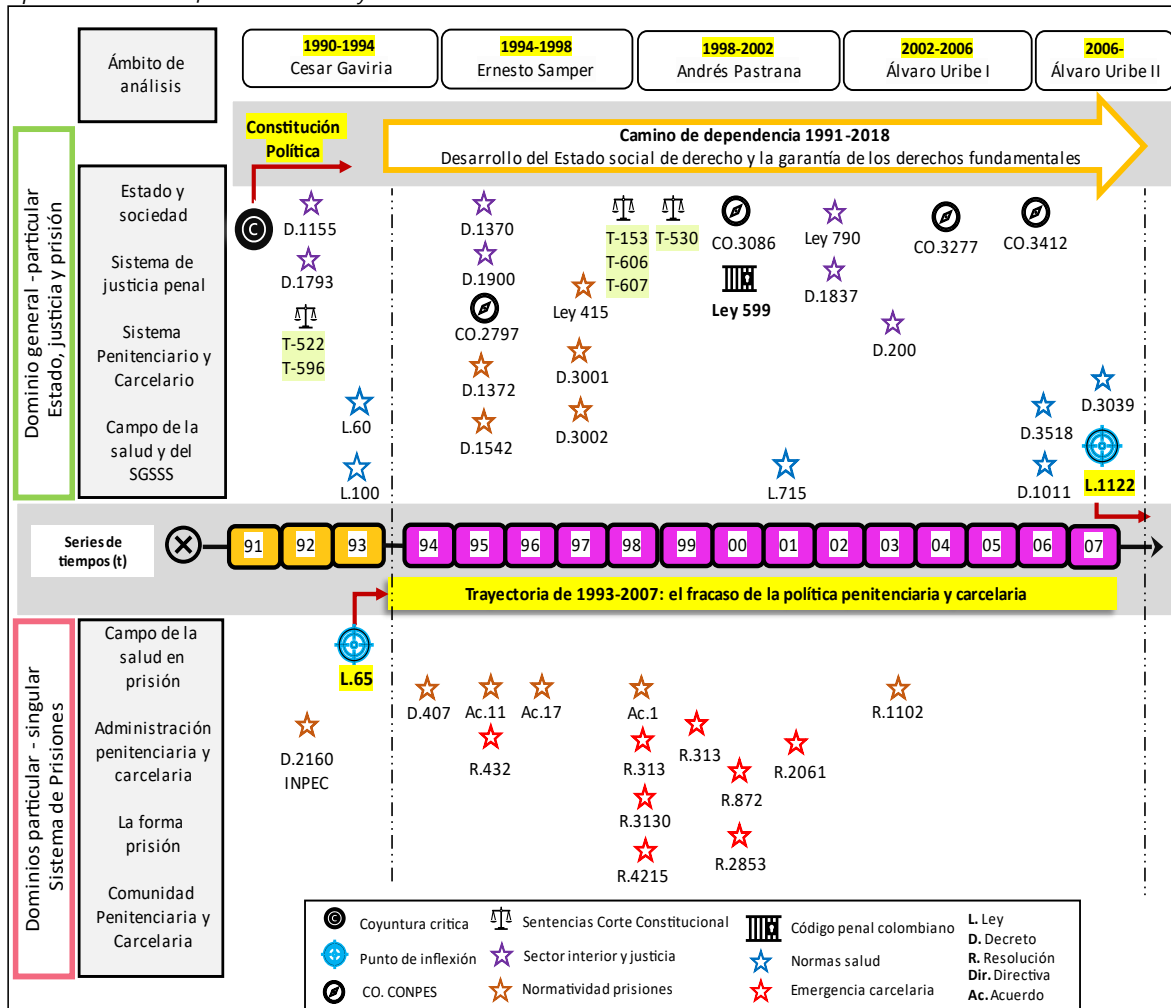 Ámbito de
análisis
1990-1994
Cesar Gaviria
1994-1998
Ernesto Samper
1998-2002
Andrés Pastrana
2002-2006
Álvaro Uribe I
2006-
Álvaro Uribe II
Dominio general -particular
Estado, justicia y prisión
Constitución
Política
Camino de dependencia 1991-2018
Desarrollo del Estado social de derecho y la garantía de los derechos fundamentales
Estado y
sociedad
Sistema de
justicia penal
Sistema
Penitenciario y
Carcelario
Campo de la
salud y del
SGSSS
C
D.1155
D.1793
T-522
T-596
L.60
L.100
D.1370
D.1900
CO.2797
D.1372
D.1542
Ley 415
D.3001
D.3002
T-153
T-606
T-607
T-530
CO.3086
Ley 599
Ley 790
D.1837
L.715
D.200
CO.3277
CO.3412
D.3518
D.1011
D.3039
L.1122
Series de
tiempos (t)
91
92
93
94
95
96
97
98
99
00
01
02
03
04
05
06
07
Trayectoria de 1993-2007: el fracaso de la política penitenciaria y carcelaria
Dominios particular - singular
Sistema de Prisiones
Campo de la
salud en
prisión
Administración
penitenciaria y
carcelaria
La forma
prisión
Comunidad
Penitenciaria y
Carcelaria
L.65
D.2160
INPEC
D.407
Ac.11
R.432
Ac.17
Ac.1
R.313
R.3130
R.4215
R.313
R.872
R.2853
R.2061
R.1102
C Coyuntura critica
Punto de inflexión
CO. CONPES
Sentencias Corte Constitucional
Sector interior y justicia
Normatividad prisiones
Código penal colombiano
Normas salud
Emergencia carcelaria
L. Ley
D. Decreto
R. Resolución
Dir. Directiva
Ac. Acuerdo